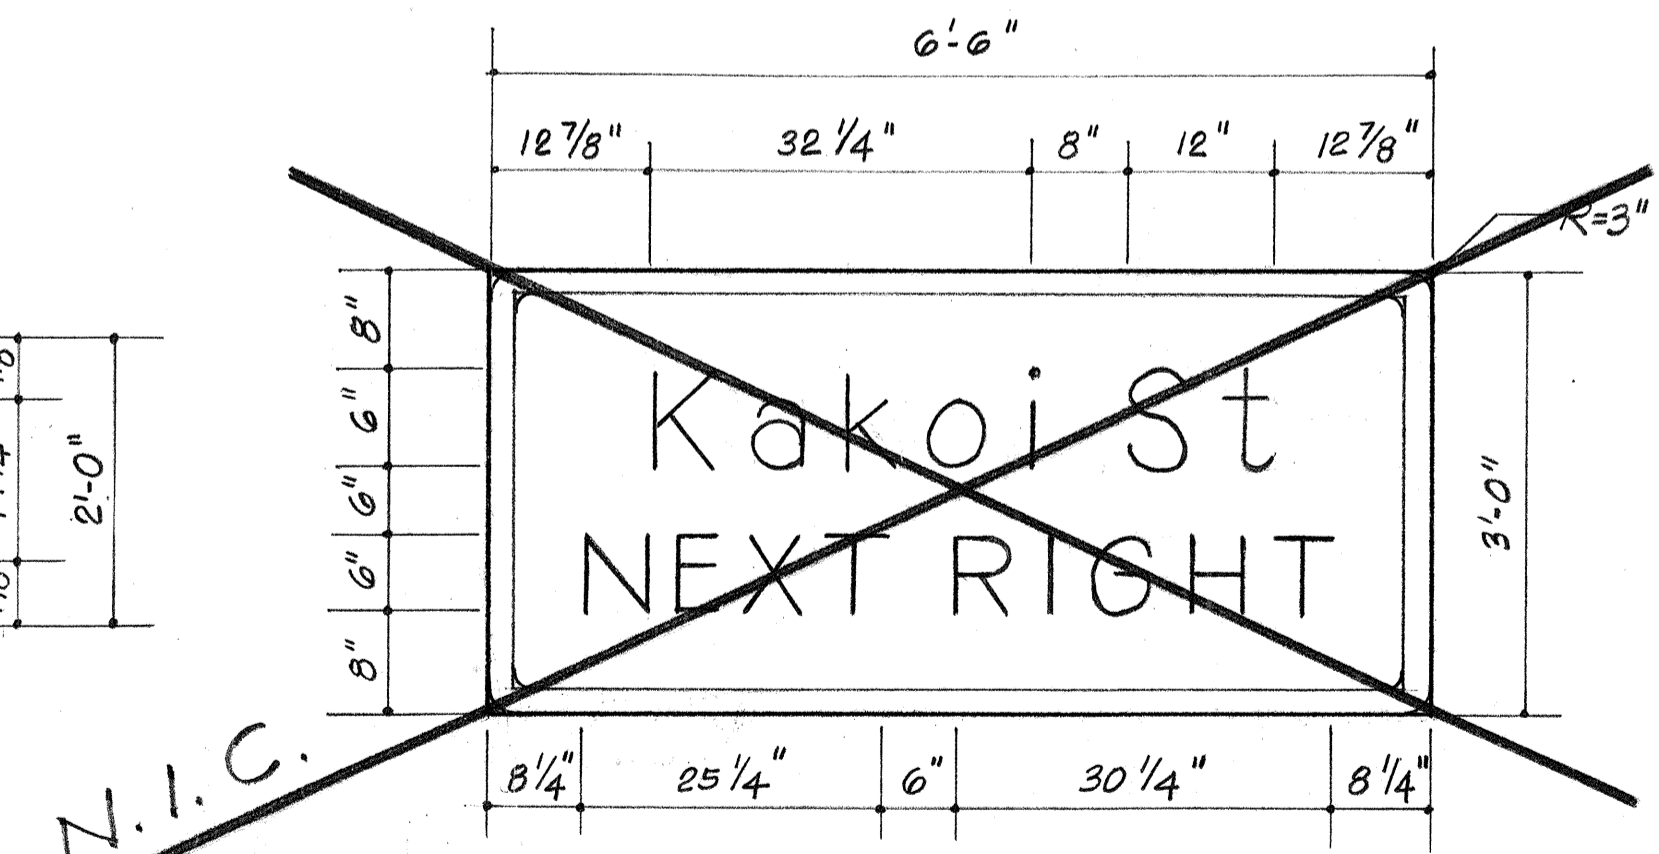 6'-6"
12 7/8" 32 1/4" 8" 12" 12 7/8"
R=3"
8"
6"
6"
6"
8"
2'-0"
Kakoi St
NEXT RIGHT
3'-0"
8 1/4" 25 1/4" 6" 30 1/4" 8 1/4"
N.I.C.